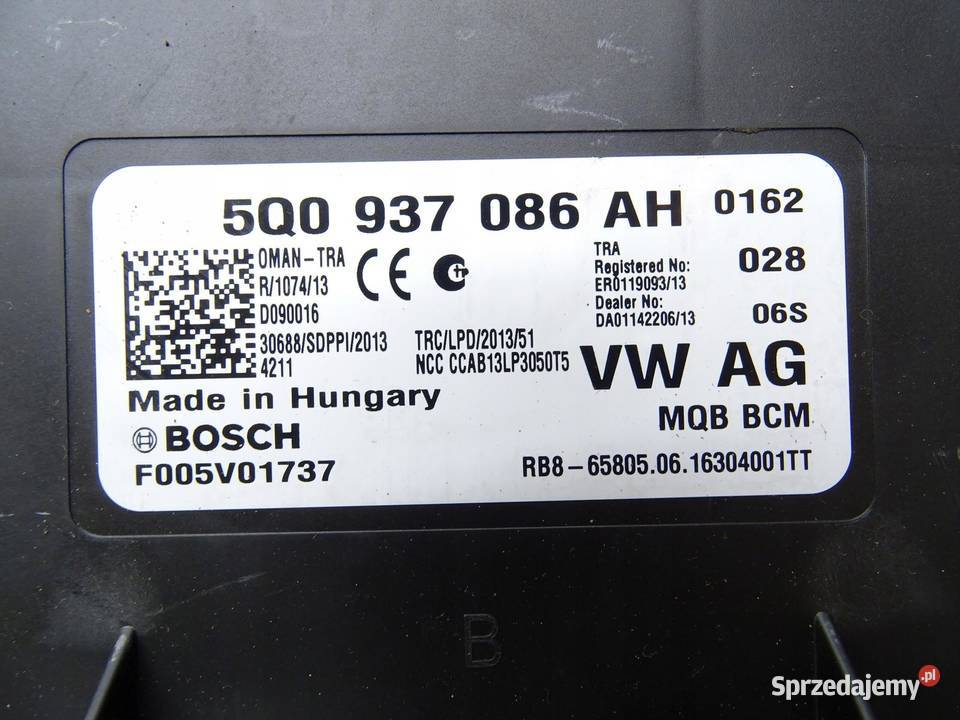 5Q0 937 086 AH 0162
OMAN-TRA
R/1074/13
D090016
30688/SDPPI/2013
4211
CE
TRC/LPD/2013/51
NCC CCAB13LP3050T5
TRA
Registered No:
ER0119093/13
Dealer No:
DA01142206/13
028
06S
VW AG
MQB BCM
Made in Hungary
BOSCH
F005V01737
RB8-65805.06.16304001TT
B
Sprzedajemy.pl